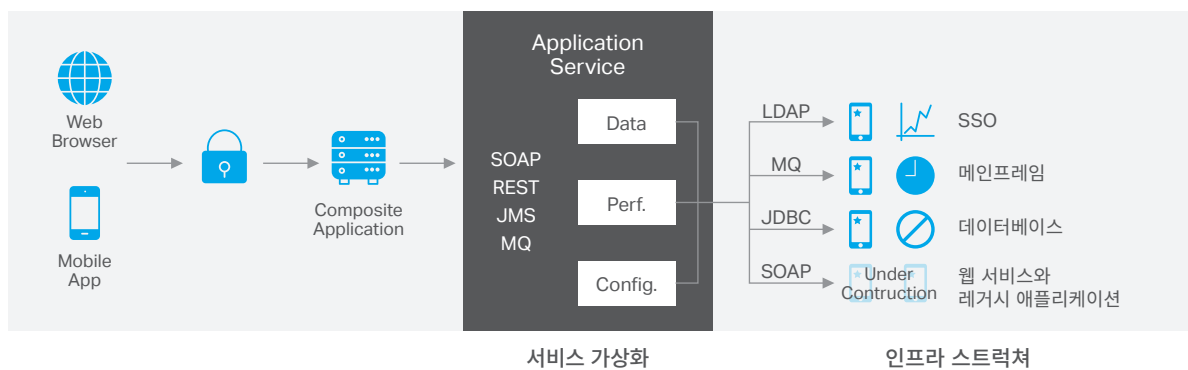 Web
Browser
Mobile
App
Composite
Application
Application
Service
SOAP
REST
JMS
MQ
Data
Perf.
Config.
LDAP
SSO
MQ
메인프레임
JDBC
데이터베이스
SOAP
Under
Contruction
웹 서비스와
레거시 애플리케이션
서비스 가상화
인프라 스트럭쳐